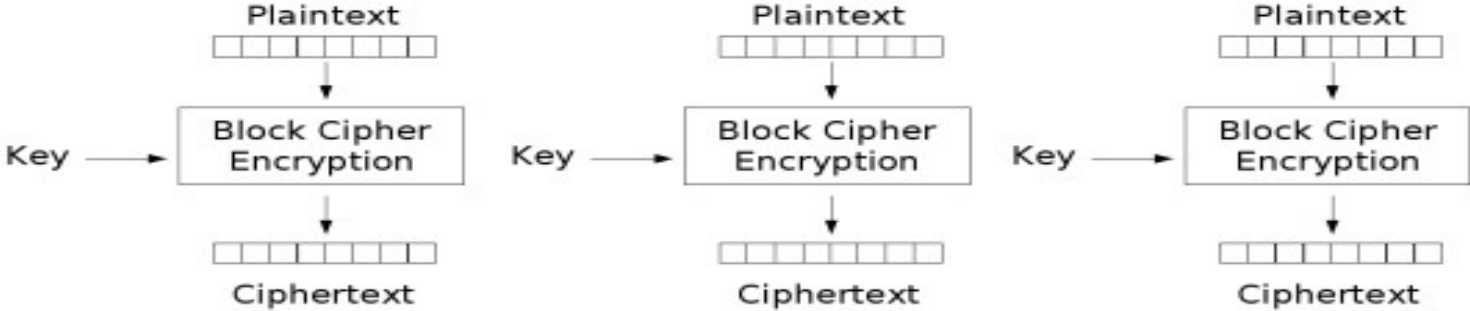 Plaintext
Plaintext
Plaintext
Key
Block Cipher
Encryption
Key
Block Cipher
Encryption
Key
Block Cipher
Encryption
Ciphertext
Ciphertext
Ciphertext